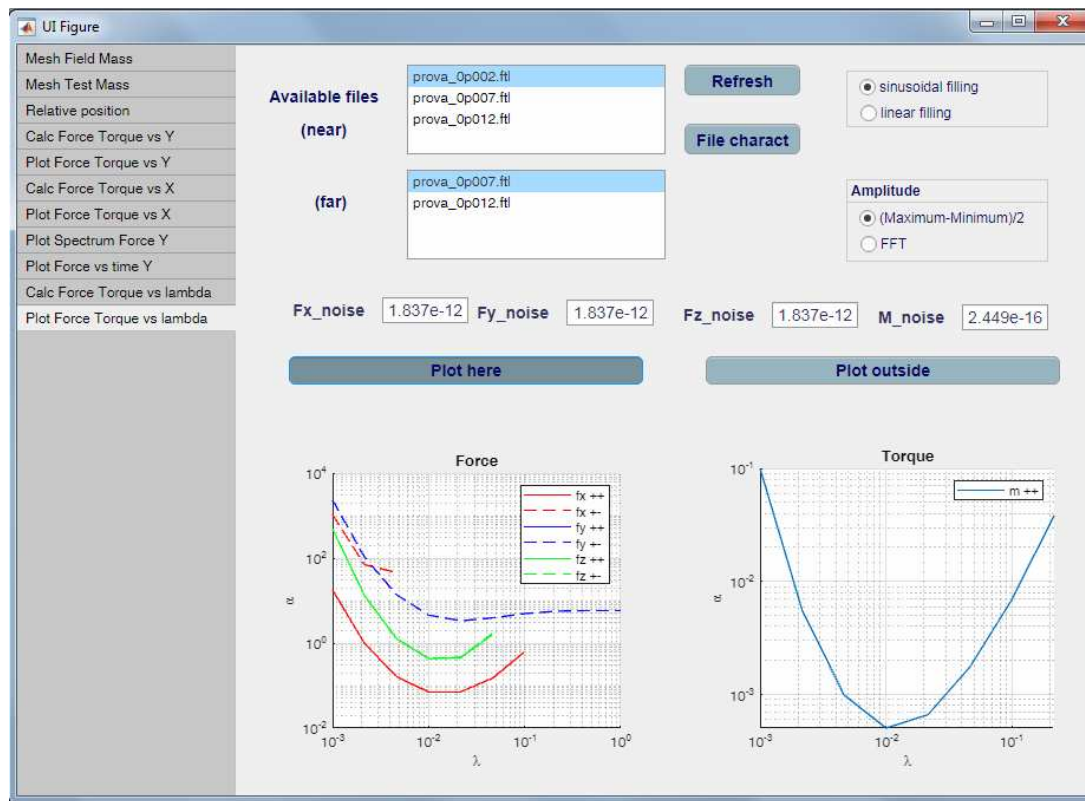 UI Figure
Mesh Field Mass
Mesh Test Mass
Relative position
Calc Force Torque vs Y
Plot Force Torque vs Y
Calc Force Torque vs X
Plot Force Torque vs X
Plot Spectrum Force Y
Plot Force vs time Y
Calc Force Torque vs lambda
Plot Force Torque vs lambda
Available files
(near)
prova_0p002.ftl
prova_0p007.ftl
prova_0p012.ftl
Refresh
File charact
sinusoidal filling
linear filling
(far)
prova_0p007.ftl
prova_0p012.ftl
Amplitude
(Maximum-Minimum)/2
FFT
Fx_noise 1.837e-12 Fy_noise 1.837e-12 Fz_noise 1.837e-12 M_noise 2.449e-16
Plot here
Plot outside
Force
10^4
10^2
10^0
10^-2
α
fx ++
fx +-
fy ++
fy +-
fz ++
fz +-
10^-3 10^-2 10^-1 10^0
λ
Torque
10^-1
10^-2
10^-3
α
m ++
10^-3 10^-2 10^-1
λ